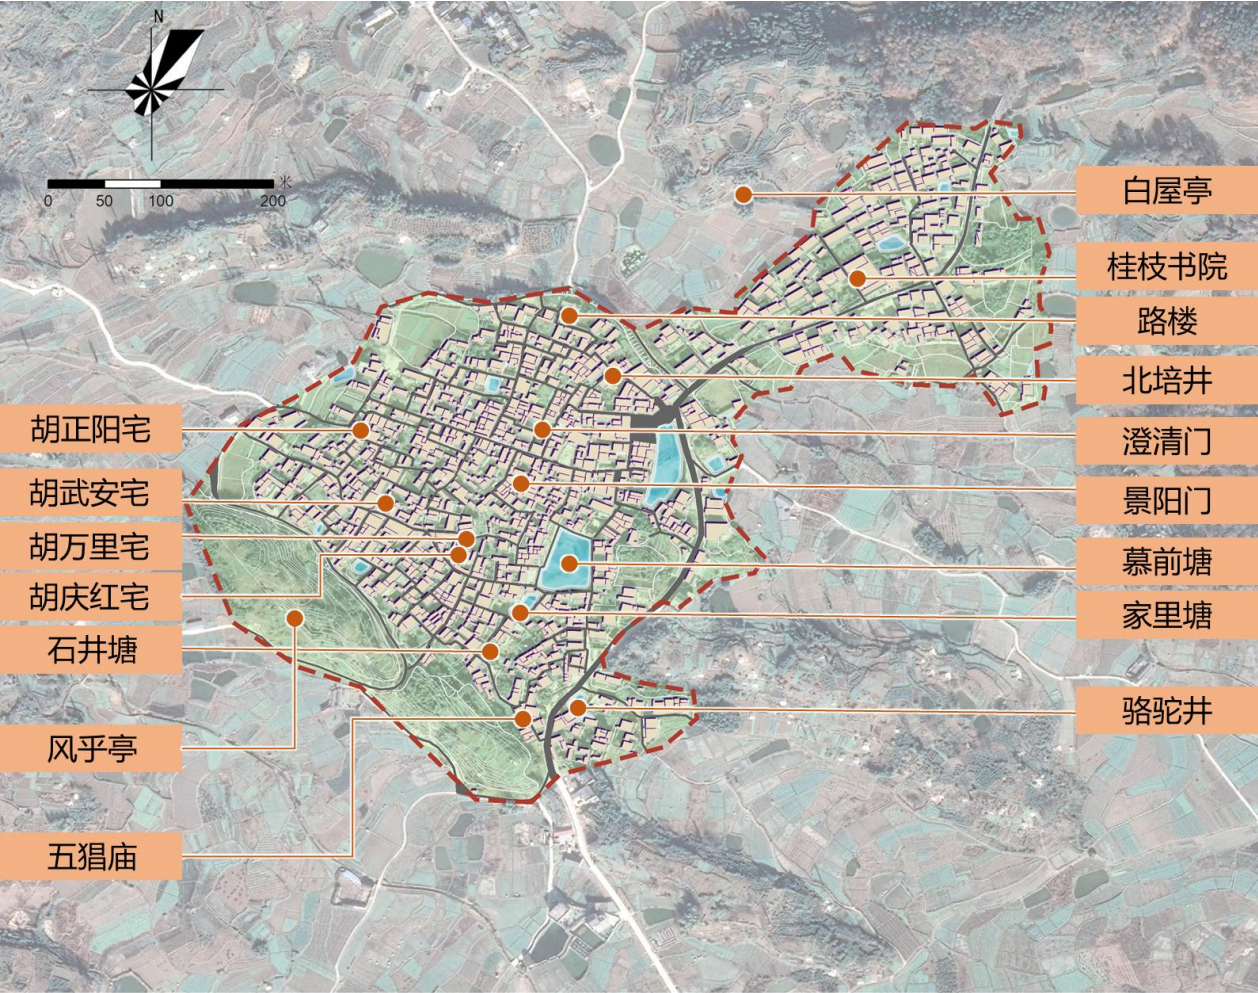 N
米
0 50 100 200
白屋亭
桂枝书院
路楼
北培井
澄清门
景阳门
慕前塘
家里塘
骆驼井
胡正阳宅
胡武安宅
胡万里宅
胡庆红宅
石井塘
风乎亭
五猖庙